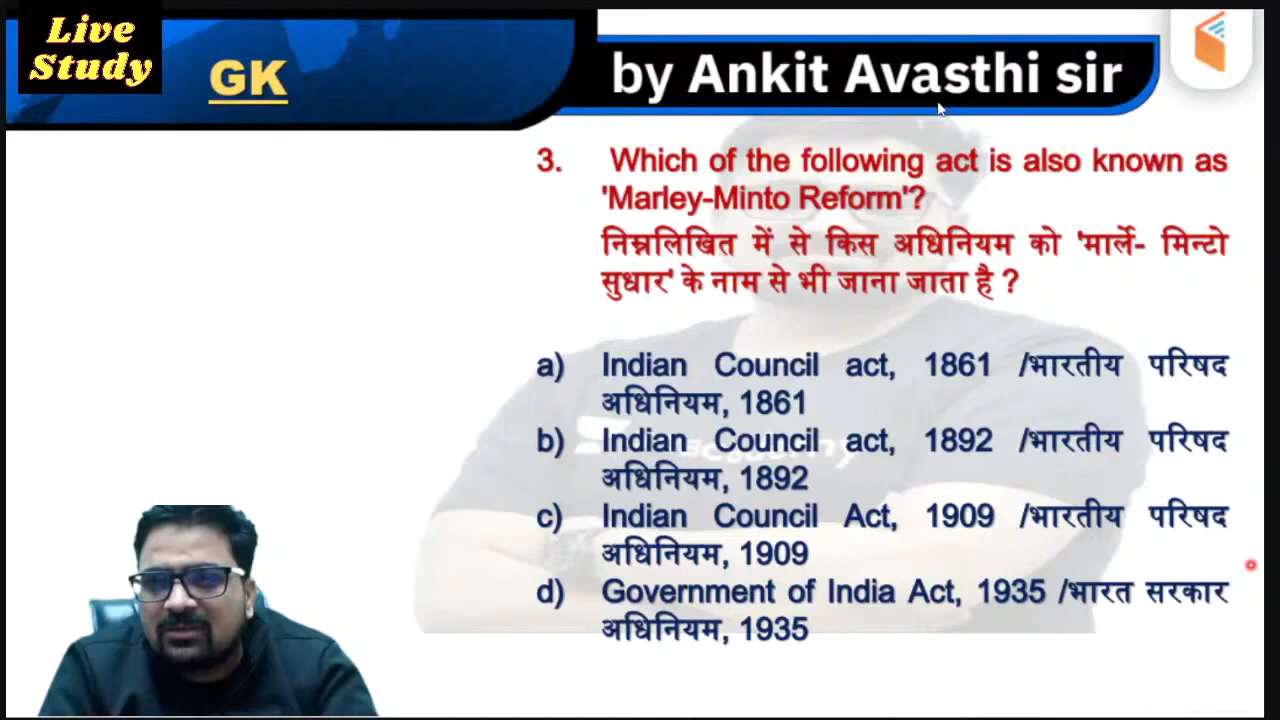 Live
Study
GK
by Ankit Avasthi sir
3. Which of the following act is also known as
'Marley-Minto Reform'?
निम्नलिखित में से किस अधिनियम को 'मार्ले- मिन्टो
सुधार' के नाम से भी जाना जाता है ?
a) Indian Council act, 1861 /भारतीय परिषद
अधिनियम, 1861
b) Indian Council act, 1892 /भारतीय परिषद
अधिनियम, 1892
c) Indian Council Act, 1909 /भारतीय परिषद
अधिनियम, 1909
d) Government of India Act, 1935 /भारत सरकार
अधिनियम, 1935